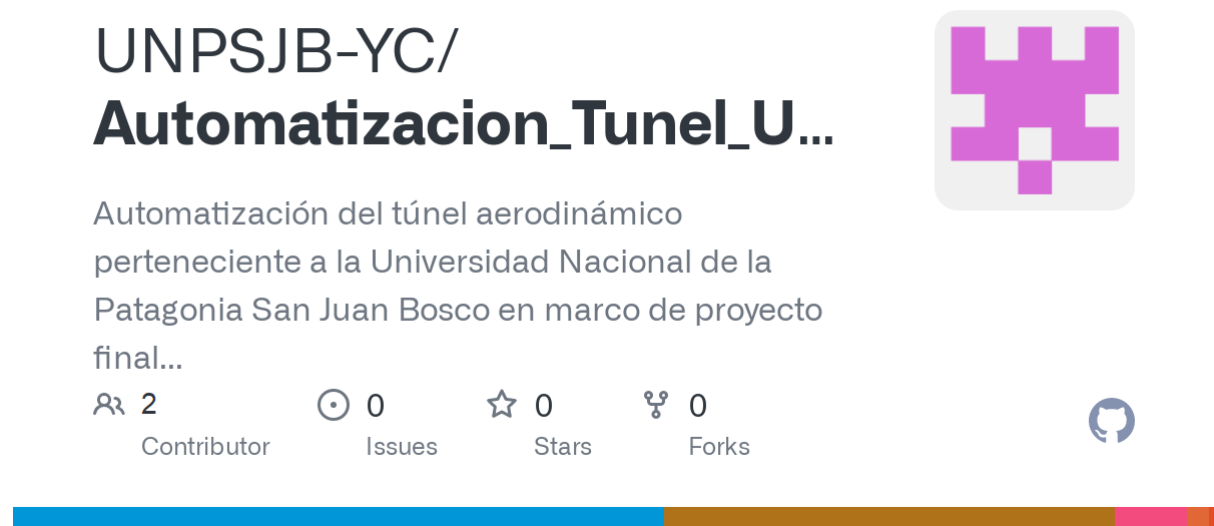 UNPSJB-YC/
Automatizacion_Tunel_U...
Automatización del túnel aerodinámico
perteneciente a la Universidad Nacional de la
Patagonia San Juan Bosco en marco de proyecto
final...
2 0 0 0
Contributor Issues Stars Forks